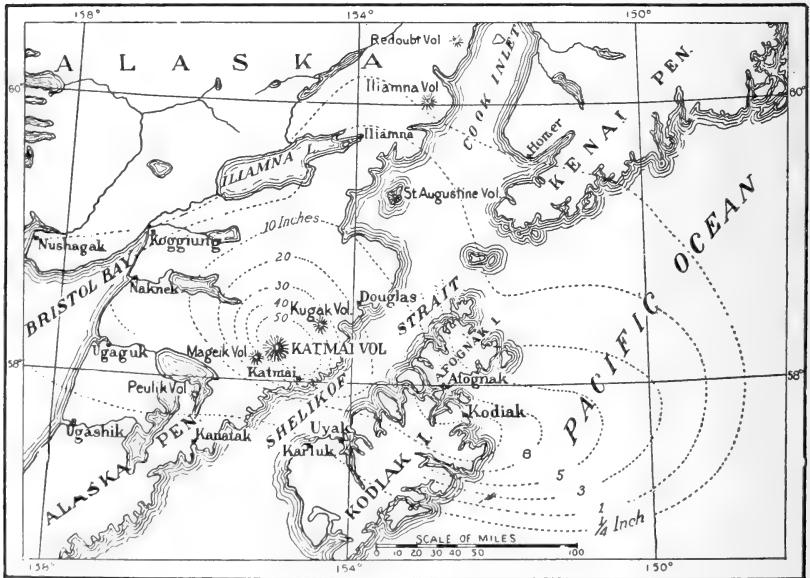 158°
154°
150°
ALASKA
Redoubt Vol
COOK INLET
KENAI PEN.
60°
60°
Iliamna Vol
Iliamna
ILIAMNA L.
Homer
St Augustine Vol.
Nushagak
Koggiung
10 Inches
20
30
40
50
BRISTOL BAY
Naknek
Douglas
Kugak Vol.
STRAIT
PACIFIC OCEAN
58°
58°
Ugaguk
Mageik Vol
KATMAI VOL
Katmai
AFOGNAK I
Afognak
Peulik Vol
SHELIKOF
Kodiak
Ugashik
Kanatak
Uyak
Karluk
ALASKA PEN
KODIAK I.
8
5
3
1
1/4 Inch
SCALE OF MILES
0 10 20 30 40 50 100
158°
154°
150°